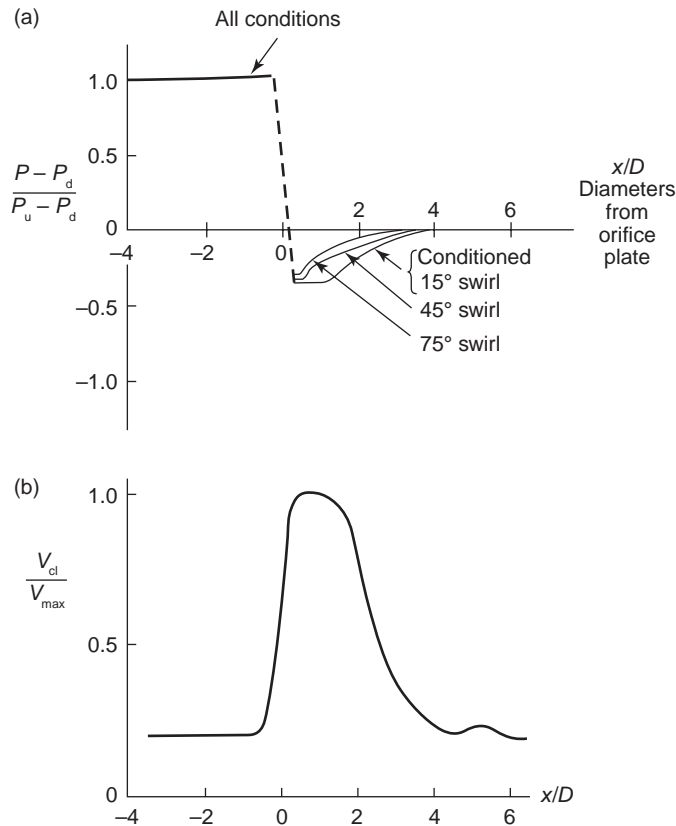 (a)
All conditions
1.0
0.5
0
−0.5
−1.0
P – P_d
P_u – P_d
−4
−2
0
2
4
6
x/D
Diameters
from
orifice
plate
Conditioned
15° swirl
45° swirl
75° swirl
(b)
1.0
0.5
0
V_cl
V_max
−4
−2
0
2
4
6
x/D